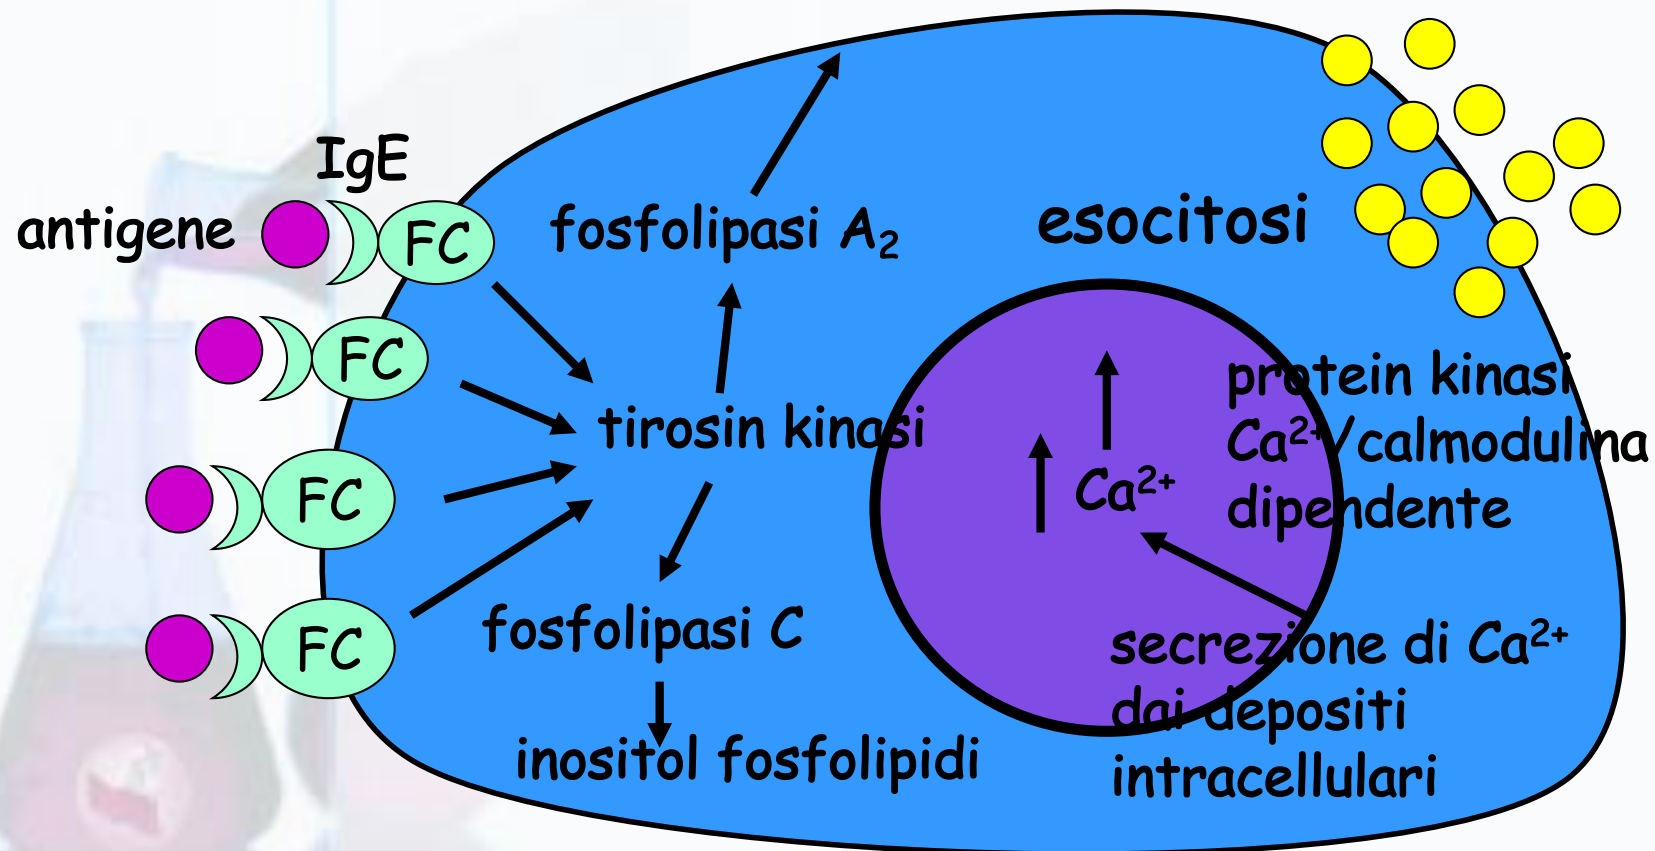 IgE
antigene
FC
FC
FC
FC
fosfolipasi A₂
esocitosi
tirosin kinasi
Ca²⁺
protein kinasi
Ca²⁺/calmodulina
dipendente
fosfolipasi C
inositol fosfolipidi
secrezione di Ca²⁺
dai depositi
intracellulari